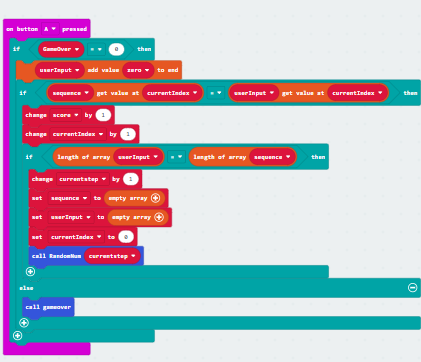 on button A pressed
if GameOver = 0 then
userInput add value zero to end
if sequence get value at currentIndex = userInput get value at currentIndex then
change score by 1
change currentIndex by 1
if length of array userInput = length of array sequence then
change currentstep by 1
set sequence to empty array
set userInput to empty array
set currentIndex to 0
call RandomNum currentstep
else
call gameover